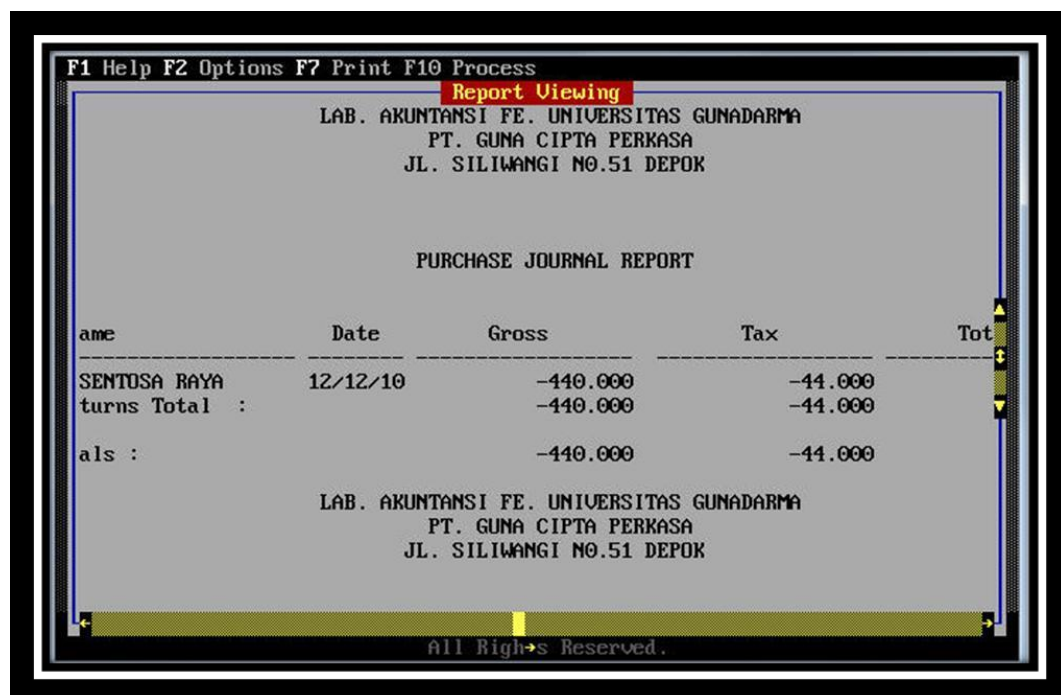 F1 Help F2 Options F7 Print F10 Process
Report Viewing
LAB. AKUNTANSI FE. UNIVERSITAS GUNADARMA
PT. GUNA CIPTA PERKASA
JL. SILIWANGI NO.51 DEPOK
PURCHASE JOURNAL REPORT
ame Date Gross Tax Tot
SENTOSA RAYA 12/12/10 -440.000 -44.000
turns Total : -440.000 -44.000
als : -440.000 -44.000
LAB. AKUNTANSI FE. UNIVERSITAS GUNADARMA
PT. GUNA CIPTA PERKASA
JL. SILIWANGI NO.51 DEPOK
All Righ→s Reserved.